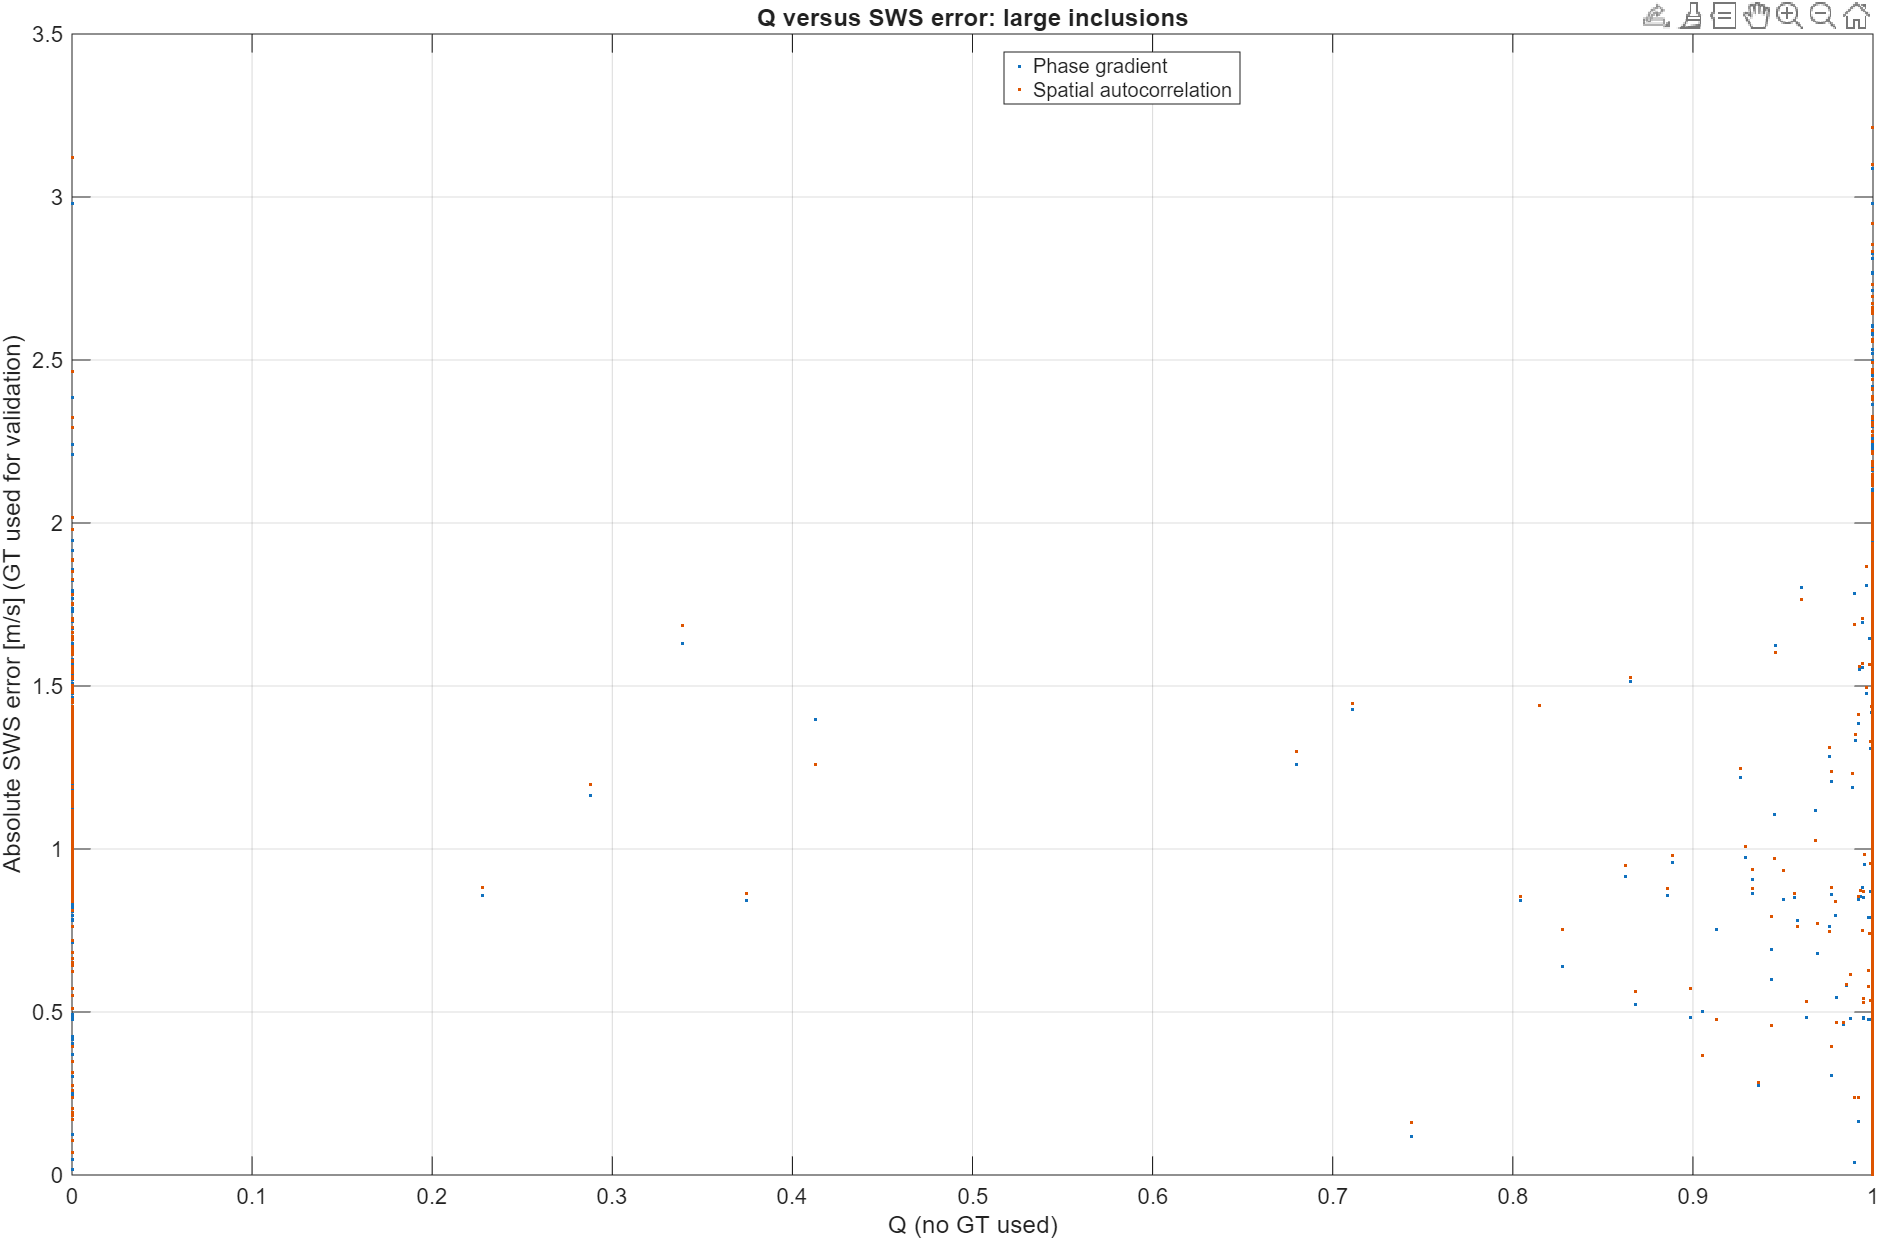 Q versus SWS error: large inclusions
Phase gradient
Spatial autocorrelation
Absolute SWS error [m/s] (GT used for validation)
3.5
3
2.5
2
1.5
1
0.5
0
0 0.1 0.2 0.3 0.4 0.5 0.6 0.7 0.8 0.9 1
Q (no GT used)